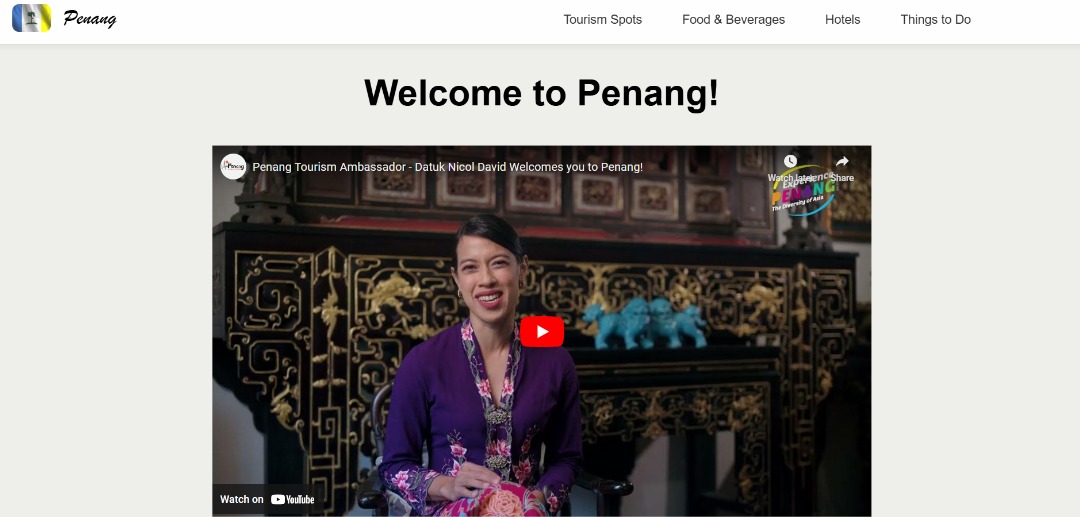 Penang
Tourism Spots
Food & Beverages
Hotels
Things to Do
Welcome to Penang!
Penang
Penang Tourism Ambassador - Datuk Nicol David Welcomes you to Penang!
Watch later
Share
Experience
PENANG
The Diversity of Asia
Watch on YouTube